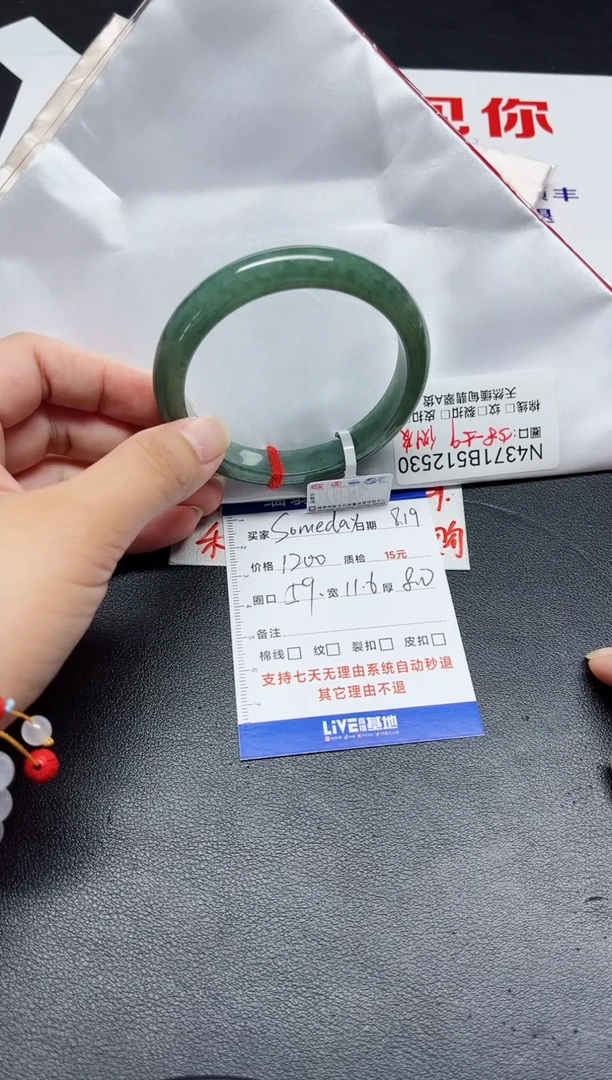 见你
丰
天然缅甸翡翠A货
棉线□ 纹□ 裂扣□ 皮扣
圈口:58-59
N4371B512530
买家 Someday 日期 8.19
价格 1200 质检 15元
圈口 59. 宽 11.6 厚 8.0
备注
棉线□ 纹□ 裂扣□ 皮扣□
支持七天无理由系统自动秒退
其它理由不退
LiVE 基地